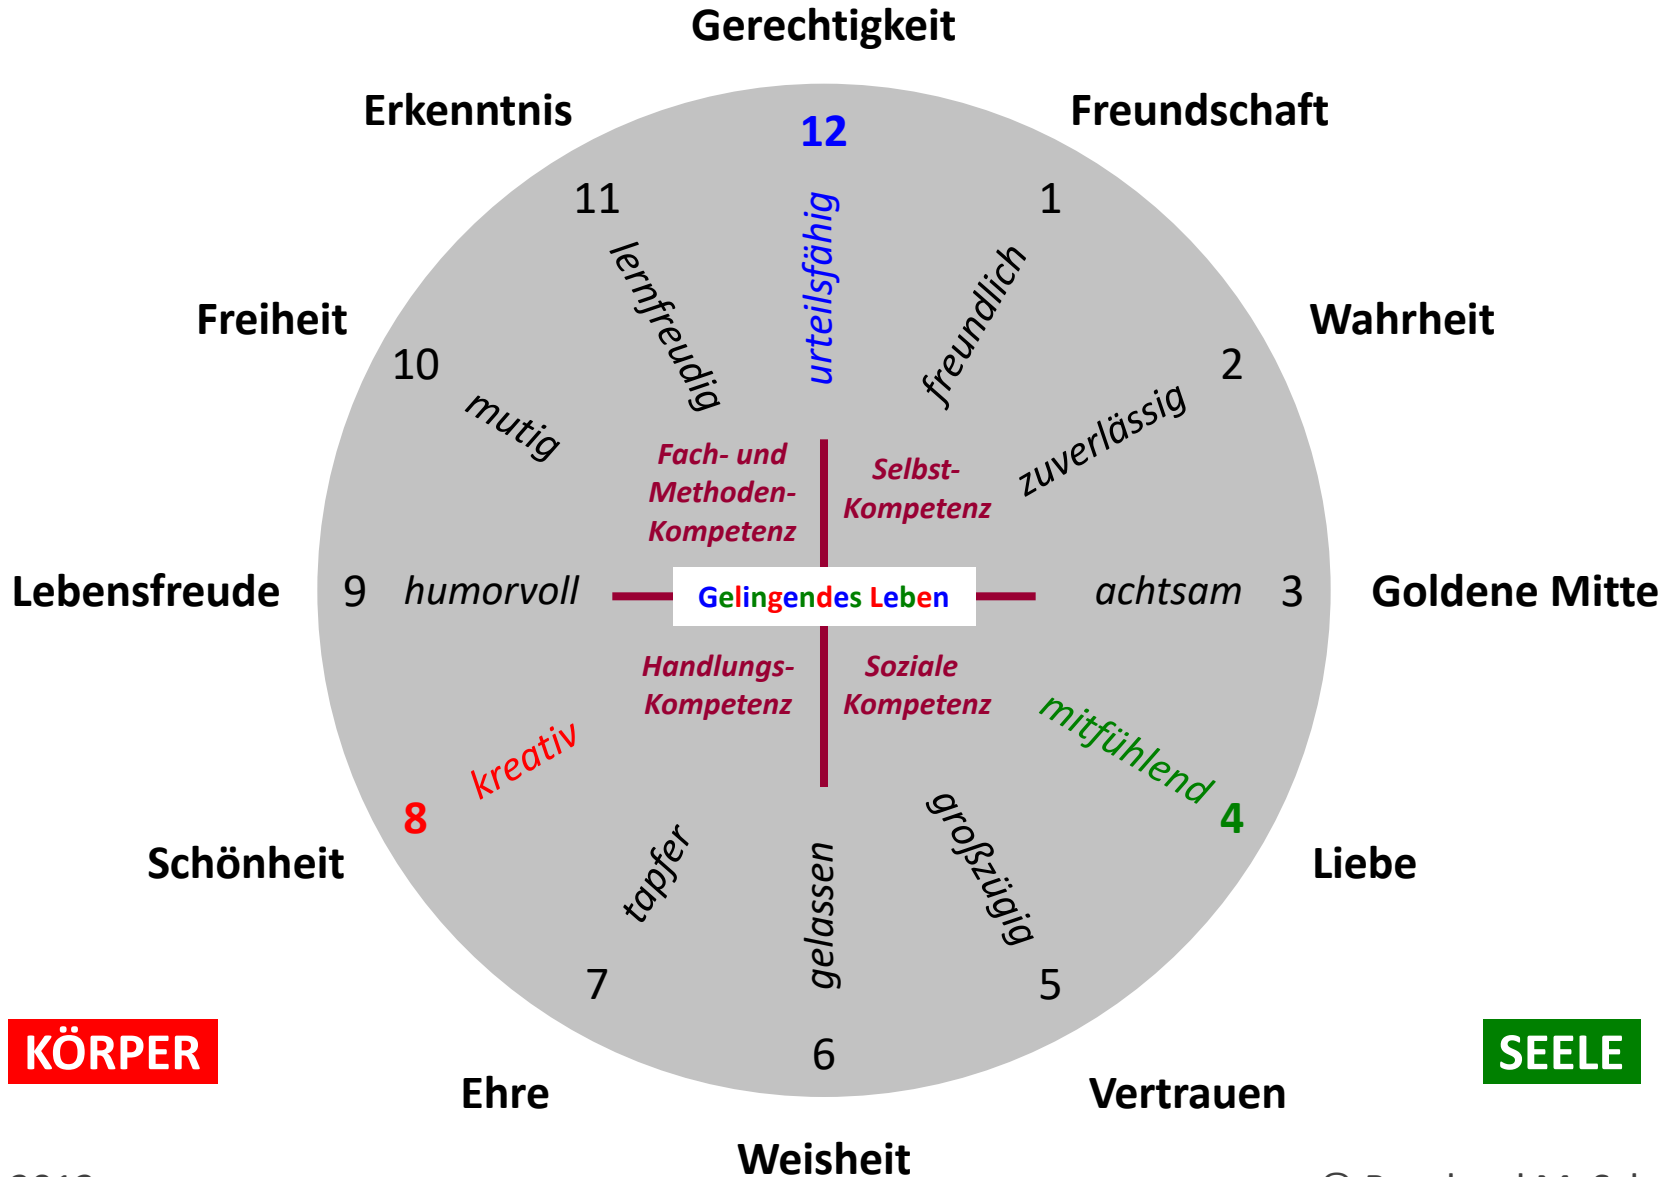 Gerechtigkeit
Erkenntnis
Freundschaft
12
11
1
urteilsfähig
lernfreudig
freundlich
Freiheit
Wahrheit
10
2
mutig
zuverlässig
Fach- und
Methoden-
Kompetenz
Selbst-
Kompetenz
Lebensfreude
9
humorvoll
Gelingendes Leben
achtsam
3
Goldene Mitte
Handlungs-
Kompetenz
Soziale
Kompetenz
kreativ
mitfühlend
8
4
Schönheit
Liebe
tapfer
gelassen
großzügig
7
5
6
KÖRPER
SEELE
Ehre
Vertrauen
Weisheit